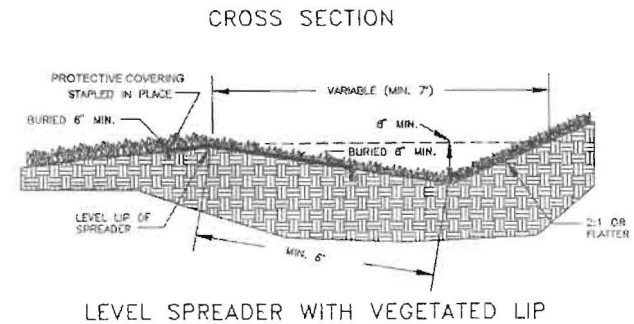 CROSS SECTION
PROTECTIVE COVERING
STAPLED IN PLACE
VARIABLE (MIN. 7")
BURIED 6" MIN.
6" MIN.
BURIED 6" MIN.
LEVEL LIP OF
SPREADER
2:1 OR
FLATTER
MIN. 6"
LEVEL SPREADER WITH VEGETATED LIP